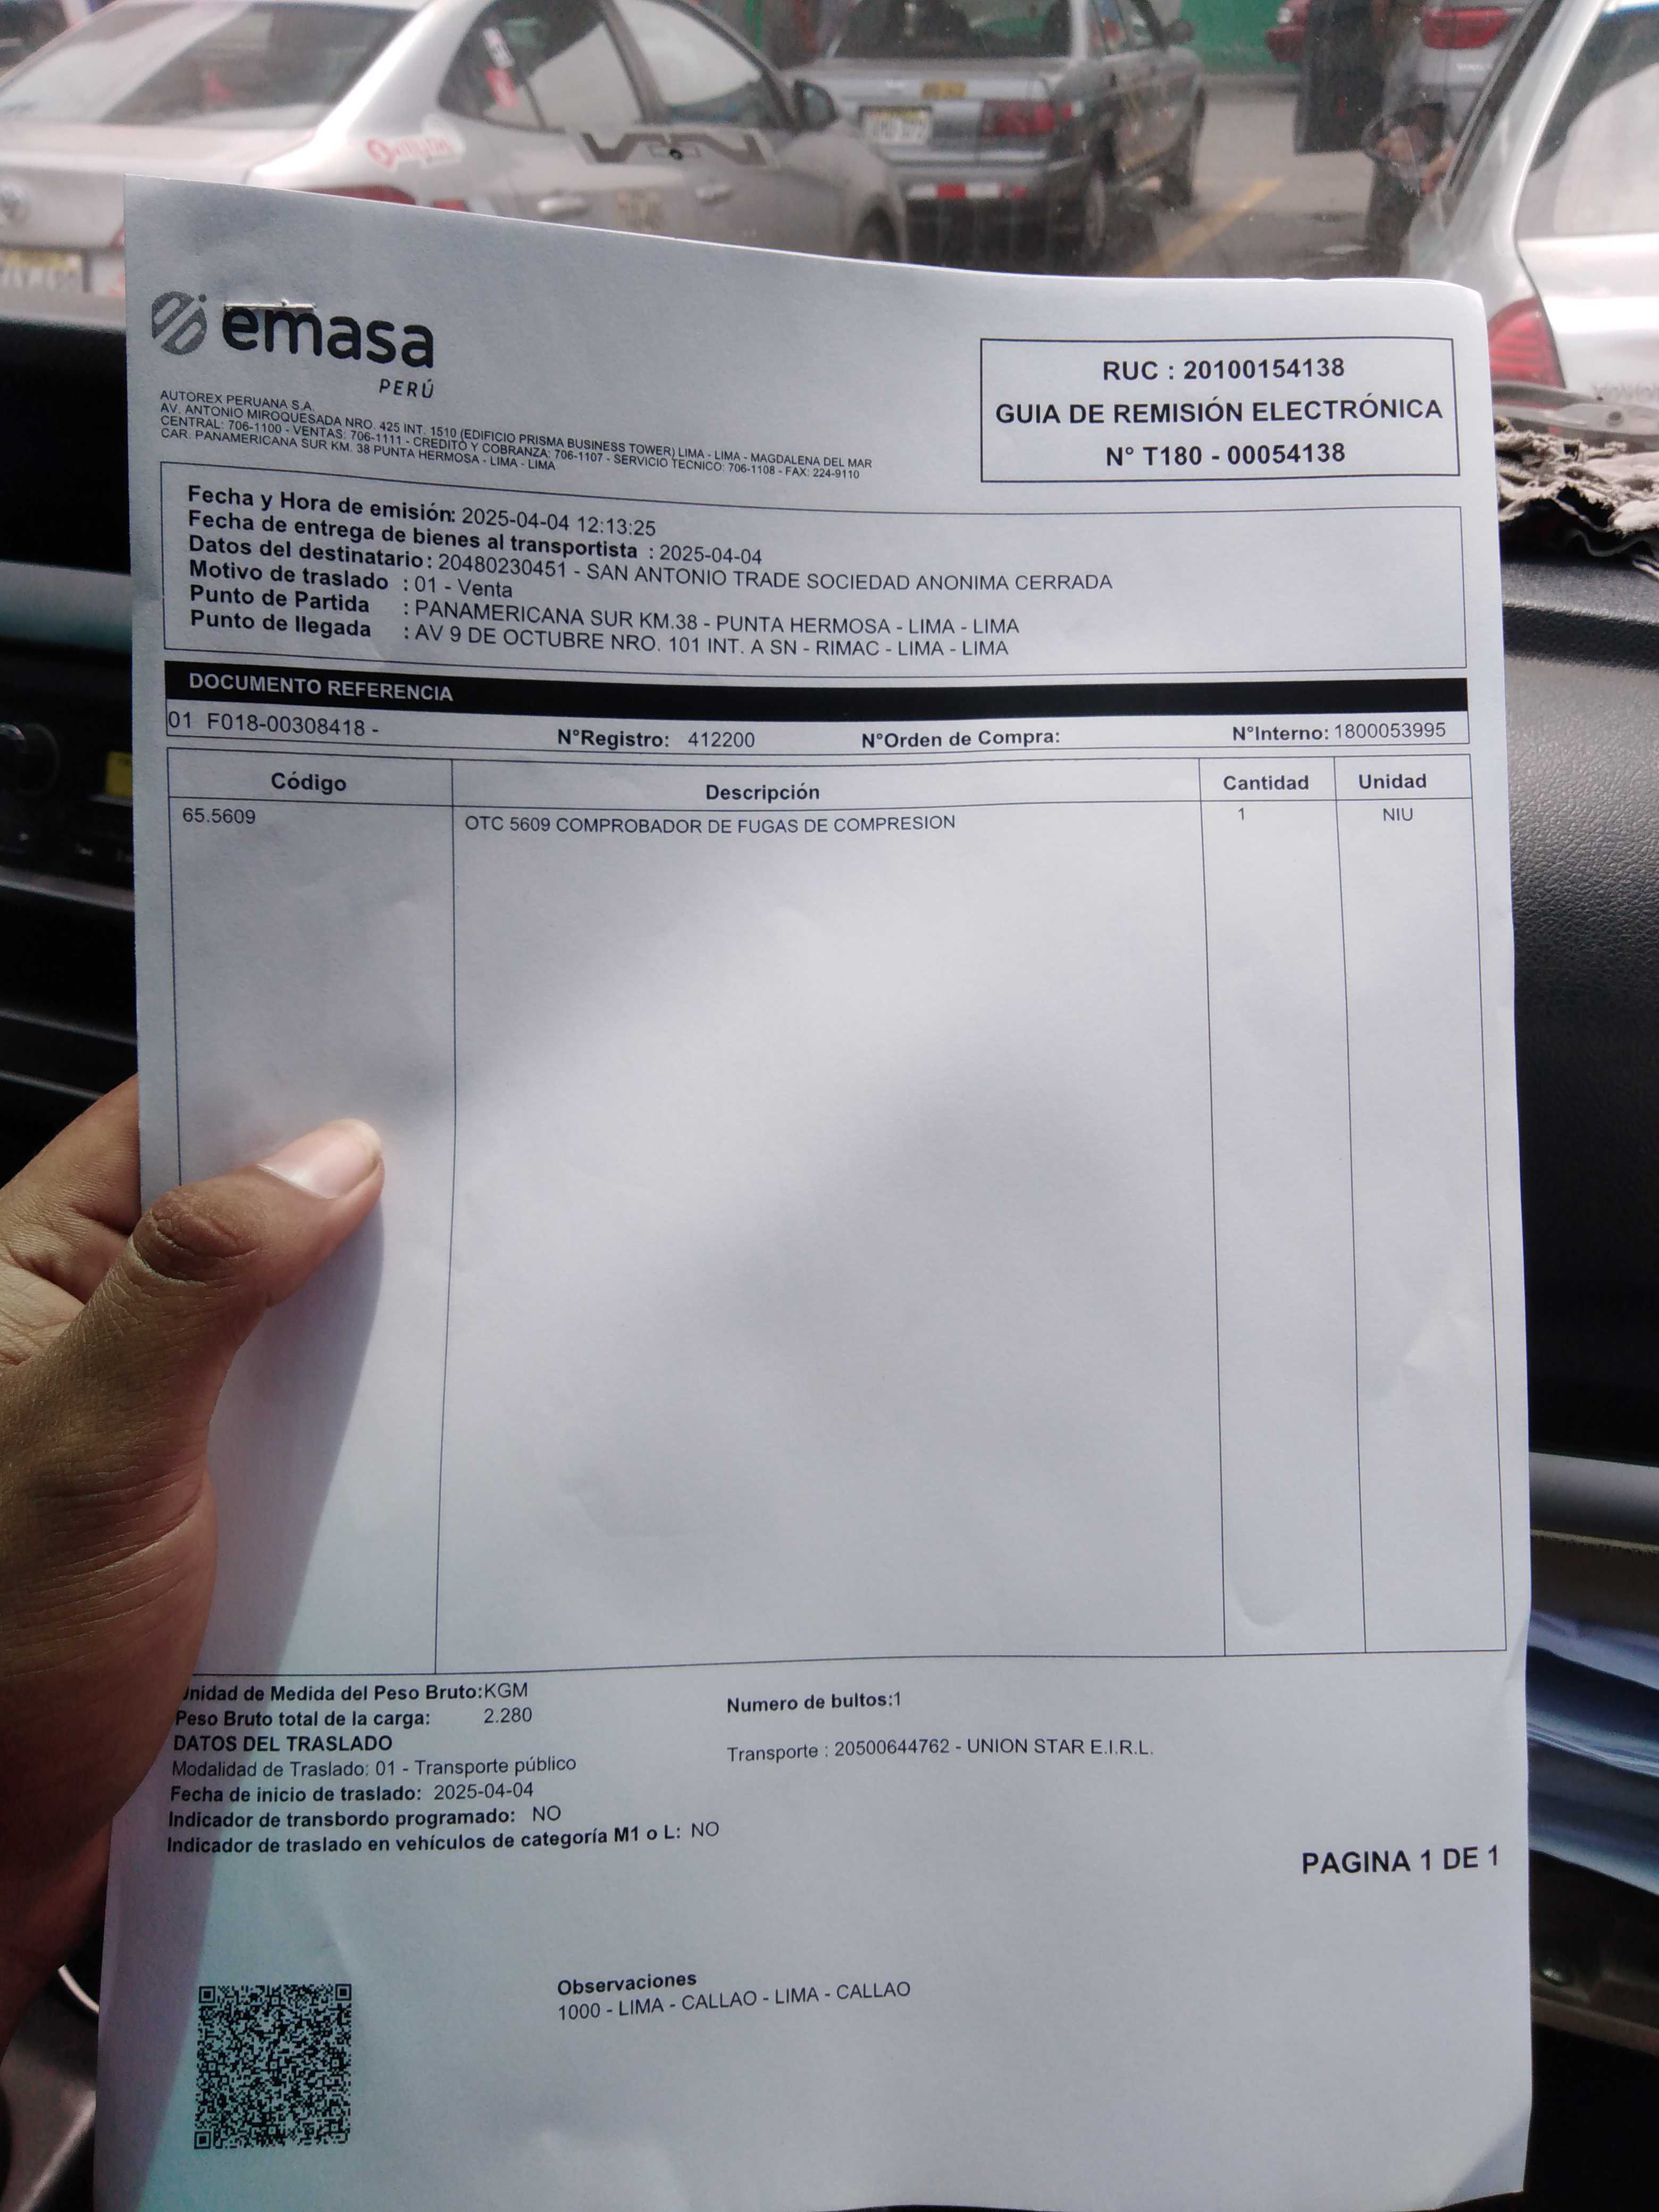 emasa
PERÚ
AUTOREX PERUANA S.A.
AV. ANTONIO MIROQUESADA NRO. 425 INT. 1510 (EDIFICIO PRISMA BUSINESS TOWER) LIMA - LIMA - MAGDALENA DEL MAR
CENTRAL: 706-1100 - VENTAS: 706-1111 - CREDITO Y COBRANZA: 706-1107 - SERVICIO TECNICO: 706-1108 - FAX: 224-9110
CAR. PANAMERICANA SUR KM. 38 PUNTA HERMOSA - LIMA - LIMA
RUC : 20100154138
GUIA DE REMISIÓN ELECTRÓNICA
N° T180 - 00054138
Fecha y Hora de emisión: 2025-04-04 12:13:25
Fecha de entrega de bienes al transportista : 2025-04-04
Datos del destinatario : 20480230451 - SAN ANTONIO TRADE SOCIEDAD ANONIMA CERRADA
Motivo de traslado : 01 - Venta
Punto de Partida : PANAMERICANA SUR KM.38 - PUNTA HERMOSA - LIMA - LIMA
Punto de llegada : AV 9 DE OCTUBRE NRO. 101 INT. A SN - RIMAC - LIMA - LIMA
DOCUMENTO REFERENCIA
01 F018-00308418 - N°Registro: 412200 N°Orden de Compra: N°Interno: 1800053995
Código Descripción Cantidad Unidad
65.5609 OTC 5609 COMPROBADOR DE FUGAS DE COMPRESION 1 NIU
Unidad de Medida del Peso Bruto:KGM
Peso Bruto total de la carga: 2.280
Numero de bultos:1
DATOS DEL TRASLADO
Modalidad de Traslado: 01 - Transporte público
Transporte : 20500644762 - UNION STAR E.I.R.L.
Fecha de inicio de traslado: 2025-04-04
Indicador de transbordo programado: NO
Indicador de traslado en vehículos de categoría M1 o L: NO
PAGINA 1 DE 1
Observaciones
1000 - LIMA - CALLAO - LIMA - CALLAO